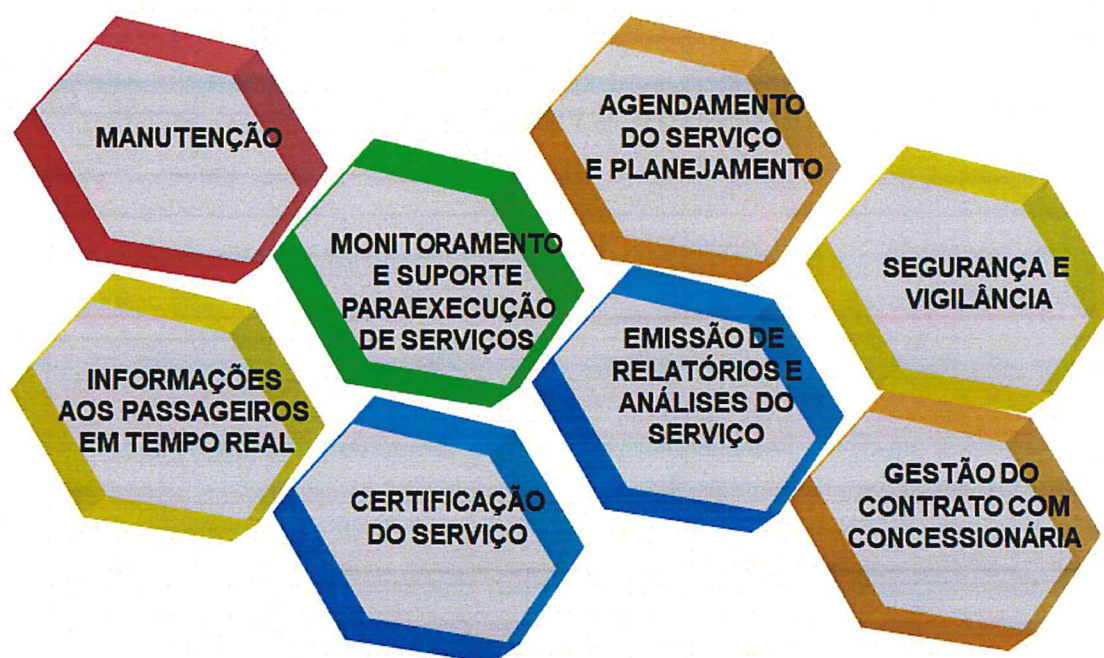 MANUTENÇÃO
AGENDAMENTO
DO SERVIÇO
E PLANEJAMENTO
MONITORAMENTO
E SUPORTE
PARAEXECUÇÃO
DE SERVIÇOS
SEGURANÇA E
VIGILÂNCIA
INFORMAÇÕES
AOS PASSAGEIROS
EM TEMPO REAL
EMISSÃO DE
RELATÓRIOS E
ANÁLISES DO
SERVIÇO
CERTIFICAÇÃO
DO SERVIÇO
GESTÃO DO
CONTRATO COM
CONCESSIONÁRIA